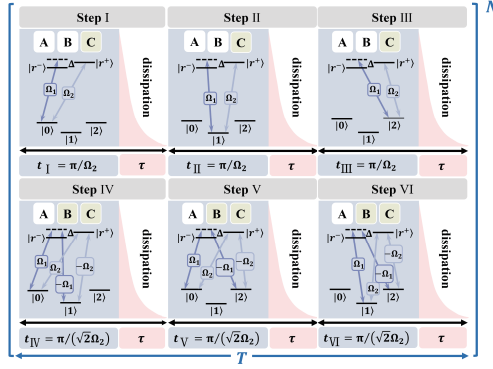 Step I
Step II
Step III
N
A B C
A B C
A B C
|r⁻⟩ Δ |r⁺⟩
|r⁻⟩ Δ |r⁺⟩
|r⁻⟩ Δ |r⁺⟩
Ω₁ Ω₂
Ω₁ Ω₂
Ω₁ Ω₂
|0⟩ |1⟩ |2⟩
|0⟩ |1⟩ |2⟩
|0⟩ |1⟩ |2⟩
dissipation
dissipation
dissipation
t_I = π/Ω₂ τ
t_II = π/Ω₂ τ
t_III = π/Ω₂ τ
Step IV
Step V
Step VI
A B C
A B C
A B C
|r⁻⟩ Δ |r⁺⟩
|r⁻⟩ Δ |r⁺⟩
|r⁻⟩ Δ |r⁺⟩
Ω₁ Ω₂ -Ω₁ -Ω₂
Ω₁ Ω₂ -Ω₁ -Ω₂
Ω₁ Ω₂ -Ω₁ -Ω₂
|0⟩ |1⟩ |2⟩
|0⟩ |1⟩ |2⟩
|0⟩ |1⟩ |2⟩
dissipation
dissipation
dissipation
t_IV = π/(√2Ω₂) τ
t_V = π/(√2Ω₂) τ
t_VI = π/(√2Ω₂) τ
T